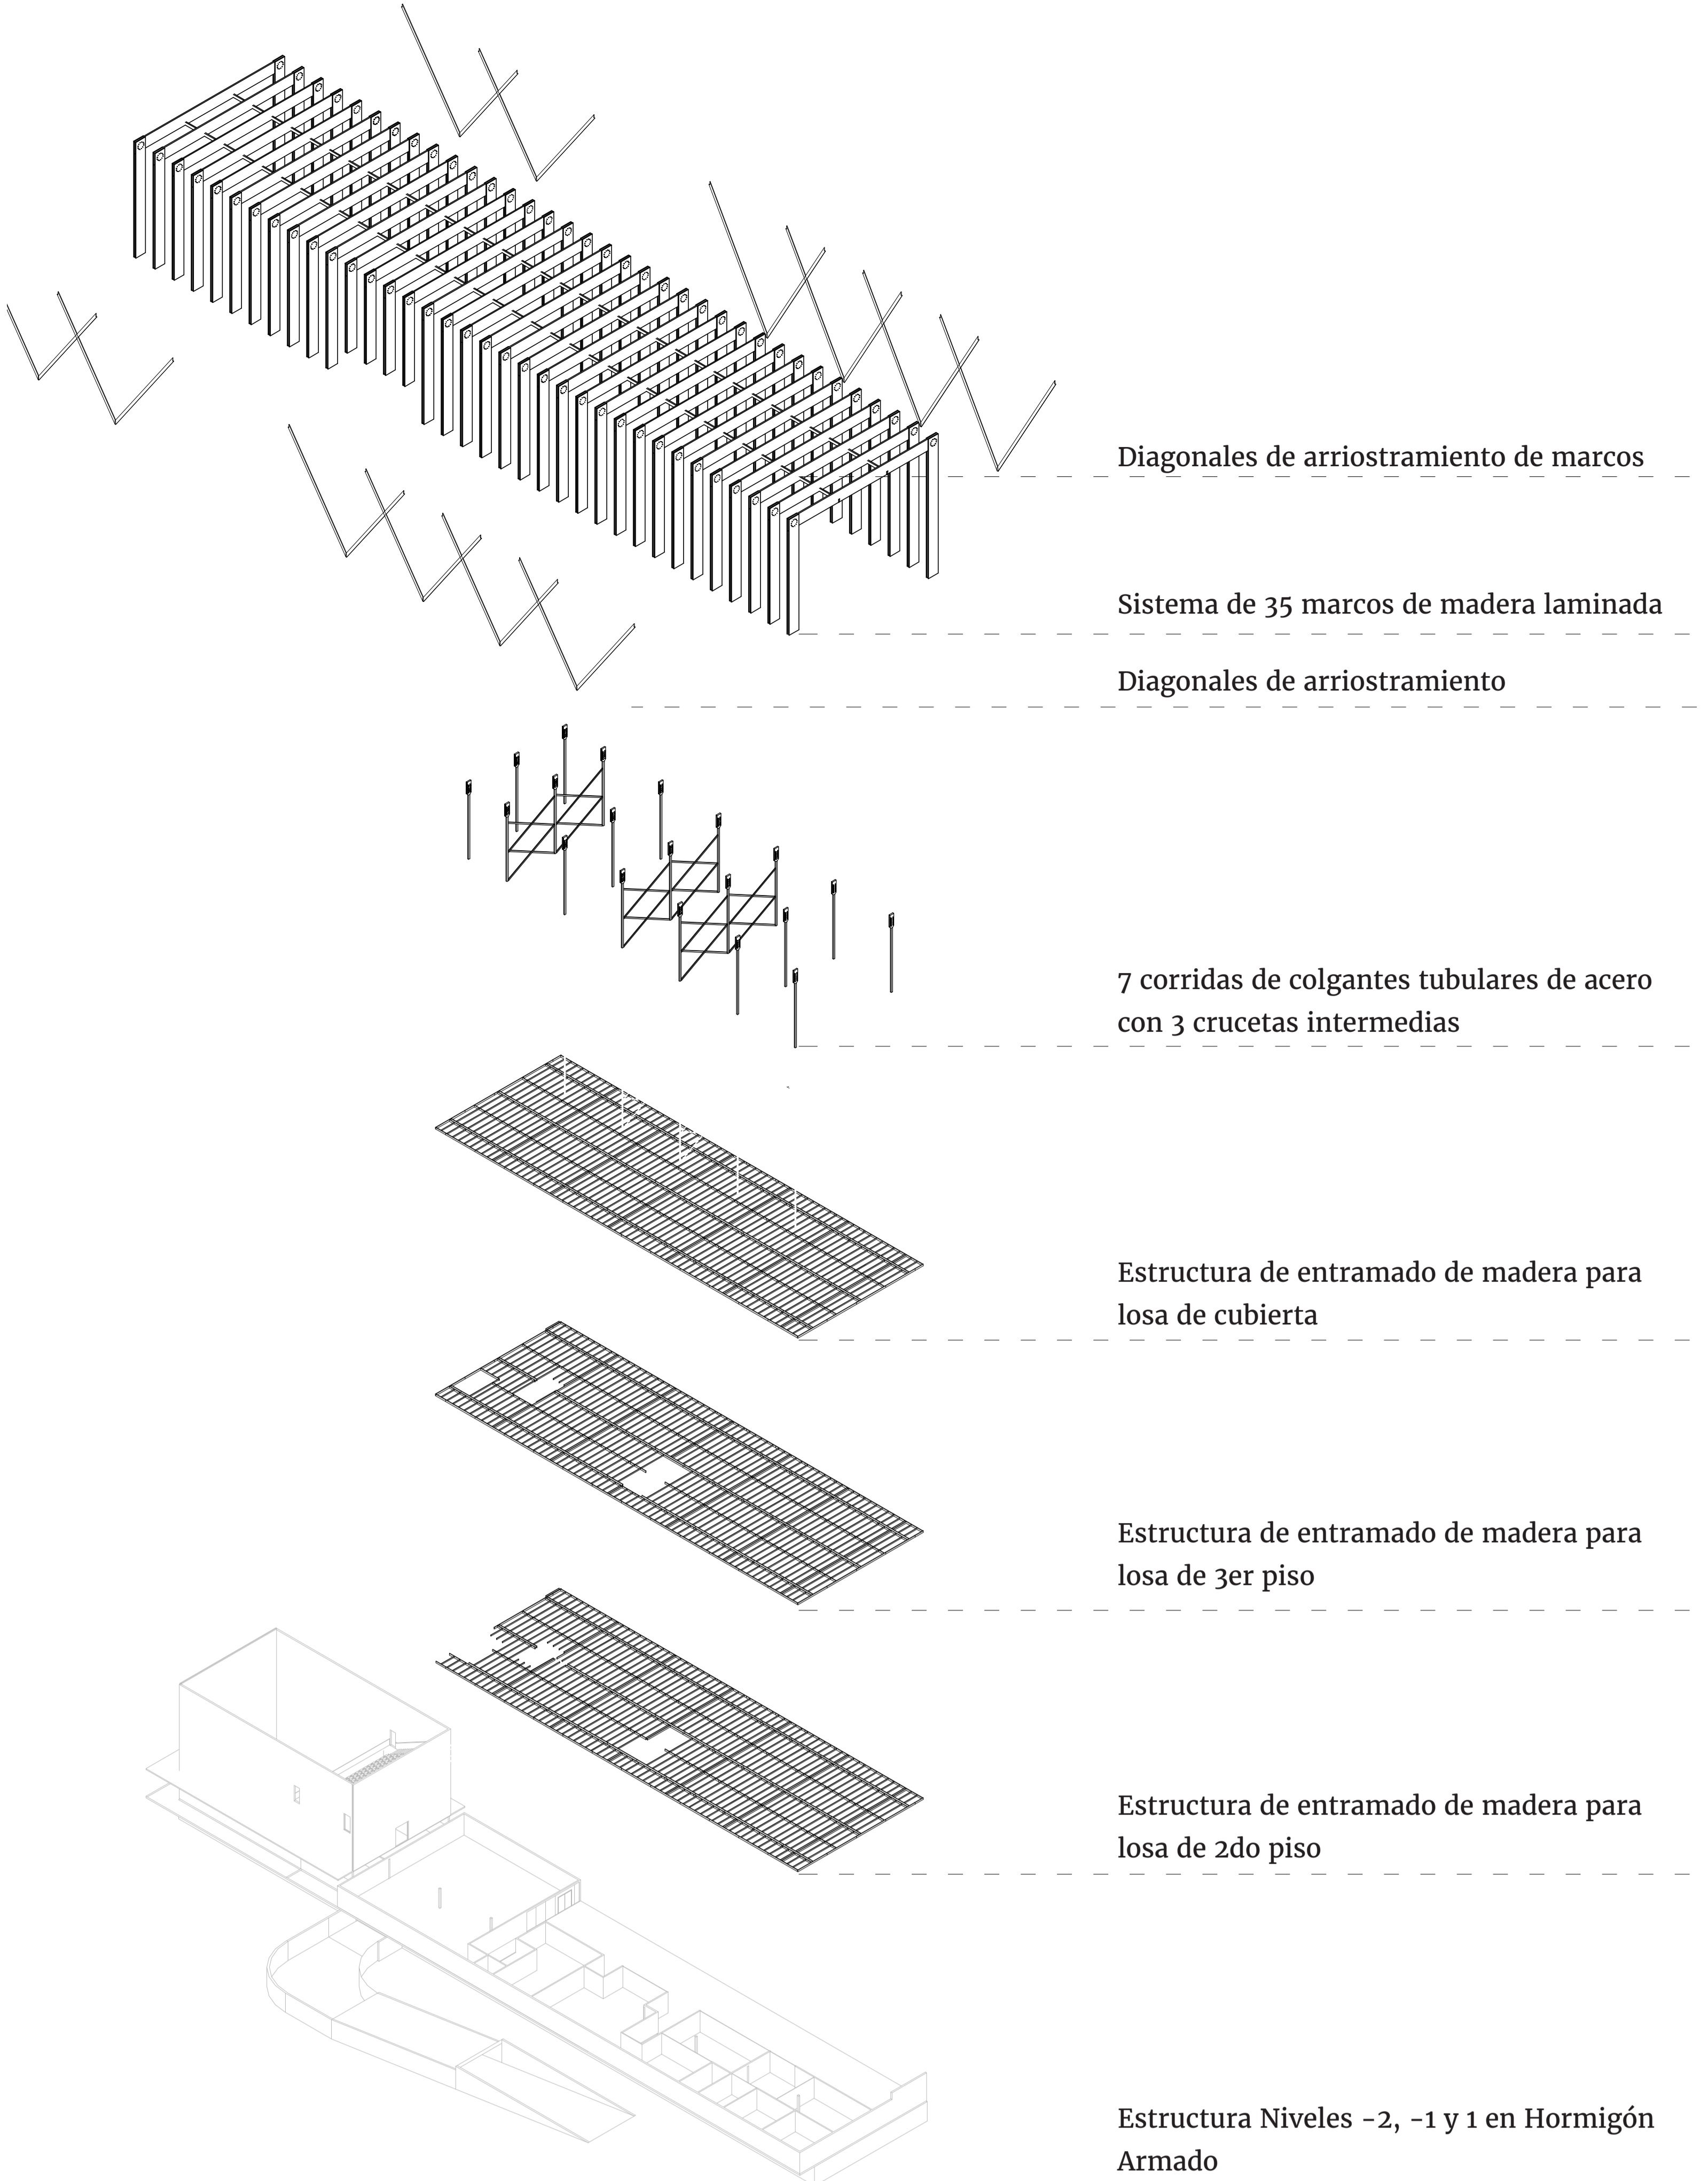 Diagonales de arriostramiento de marcos
Sistema de 35 marcos de madera laminada
Diagonales de arriostramiento
7 corridas de colgantes tubulares de acero
con 3 crucetas intermedias
Estructura de entramado de madera para
losa de cubierta
Estructura de entramado de madera para
losa de 3er piso
Estructura de entramado de madera para
losa de 2do piso
Estructura Niveles -2, -1 y 1 en Hormigón
Armado